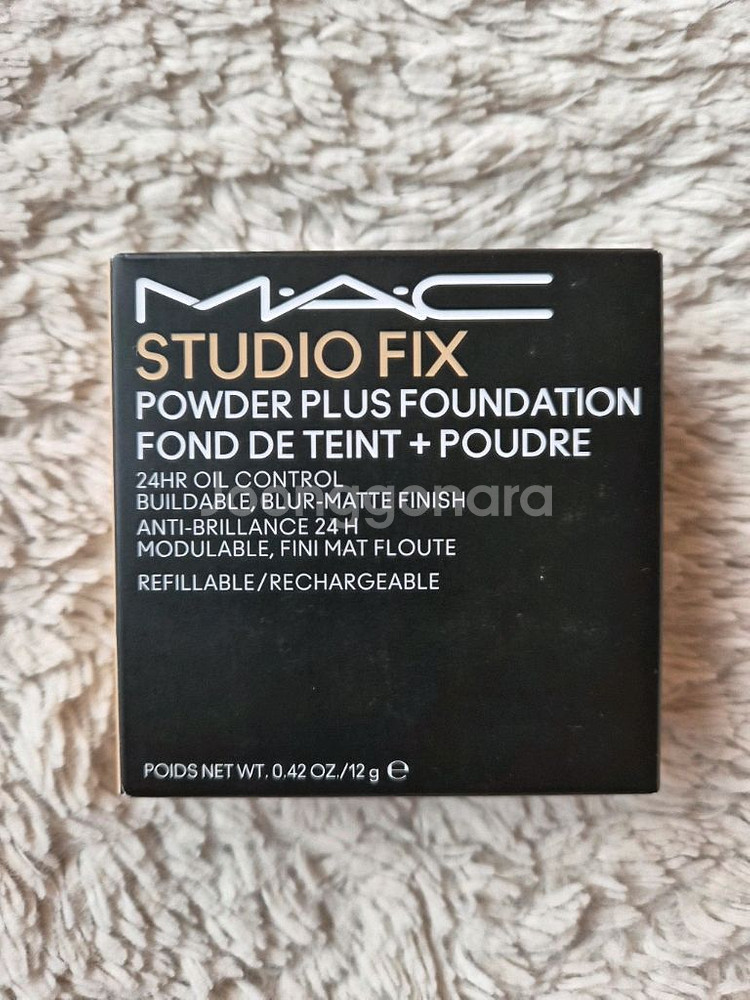 M·A·C
STUDIO FIX
POWDER PLUS FOUNDATION
FOND DE TEINT + POUDRE
24HR OIL CONTROL
BUILDABLE, BLUR-MATTE FINISH
joonggonara
ANTI-BRILLANCE 24 H
MODULABLE, FINI MAT FLOUTE
REFILLABLE/RECHARGEABLE
POIDS NET WT. 0.42 OZ./12 g ℮